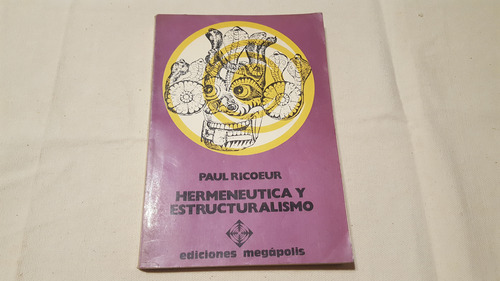 PAUL RICOEUR
HERMENEUTICA Y
ESTRUCTURALISMO
ediciones megápolis